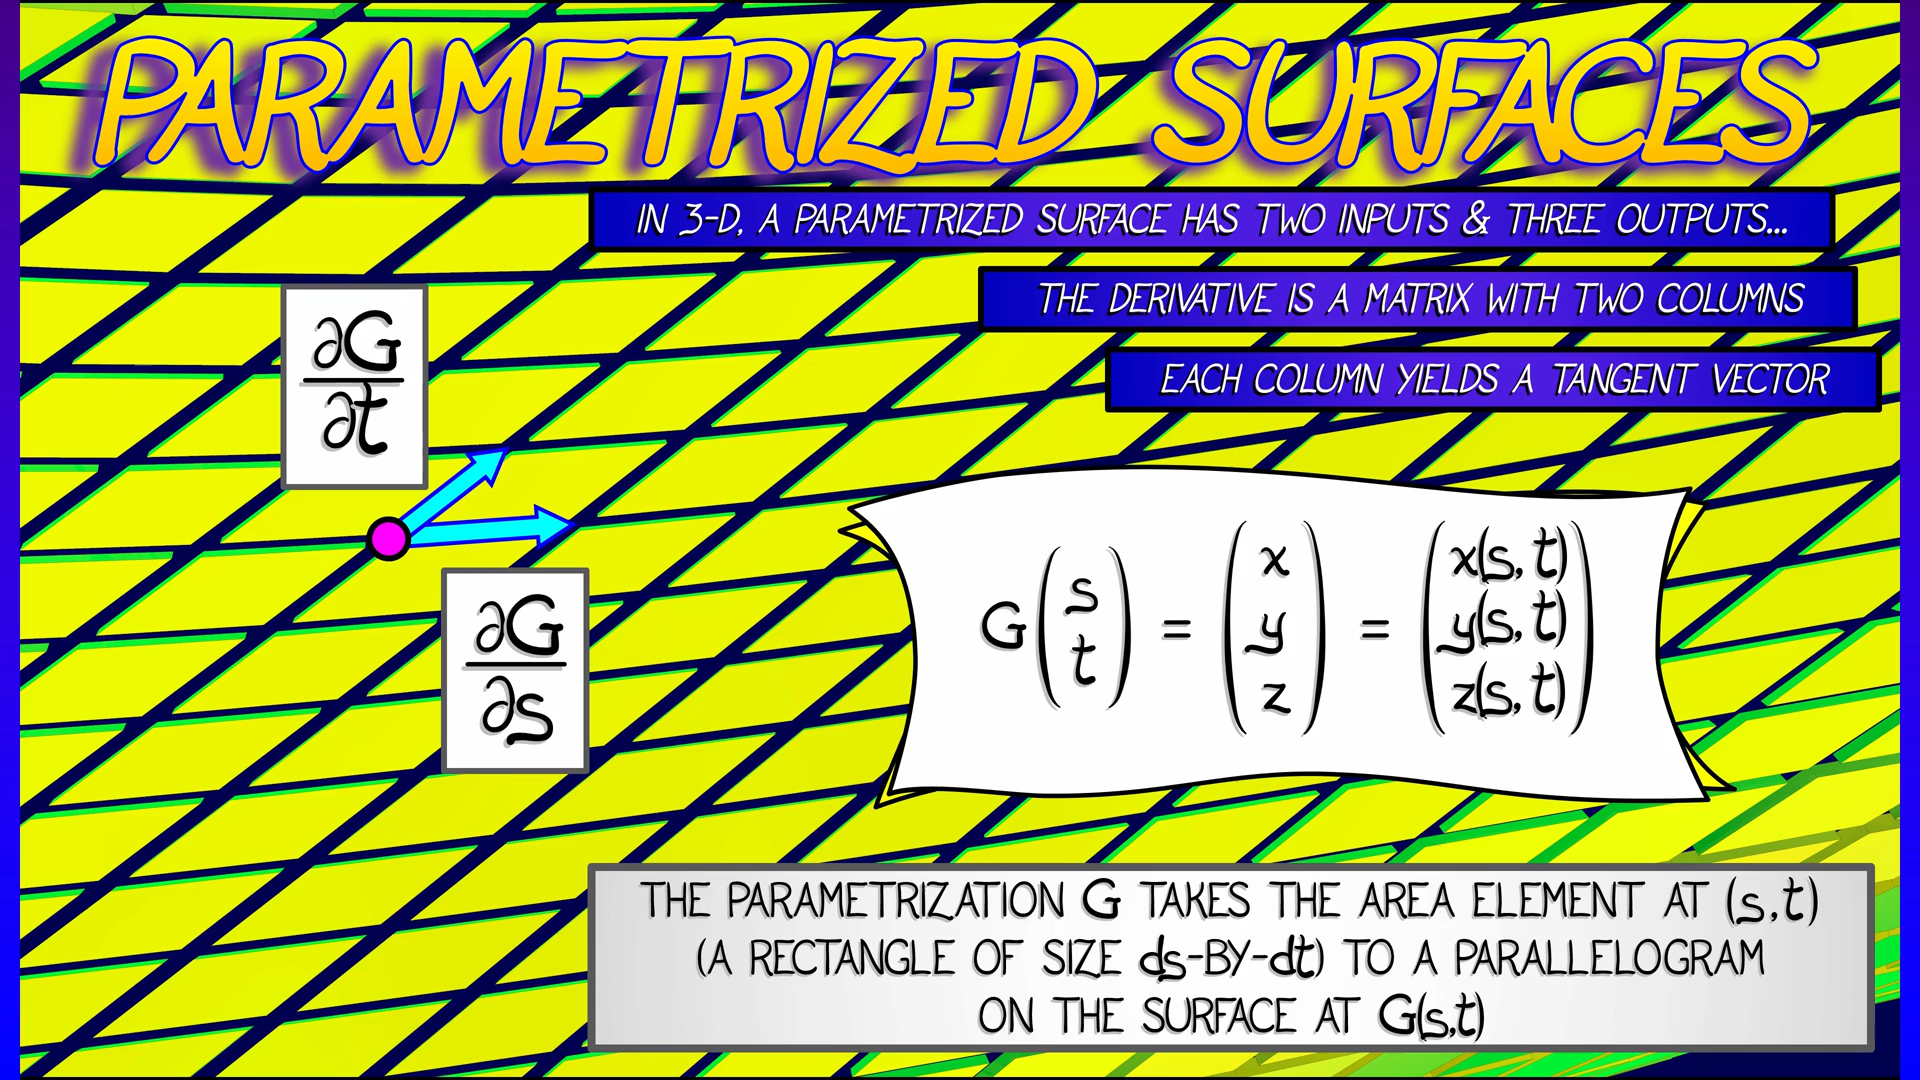 PARAMETRIZED SURFACES
IN 3-D, A PARAMETRIZED SURFACE HAS TWO INPUTS & THREE OUTPUTS...
THE DERIVATIVE IS A MATRIX WITH TWO COLUMNS
EACH COLUMN YIELDS A TANGENT VECTOR
∂G
∂t
∂G
∂s
G(s t) = (x y z) = (x(s, t) y(s, t) z(s, t))
THE PARAMETRIZATION G TAKES THE AREA ELEMENT AT (s,t)
(A RECTANGLE OF SIZE ds-BY-dt) TO A PARALLELOGRAM
ON THE SURFACE AT G(s,t)